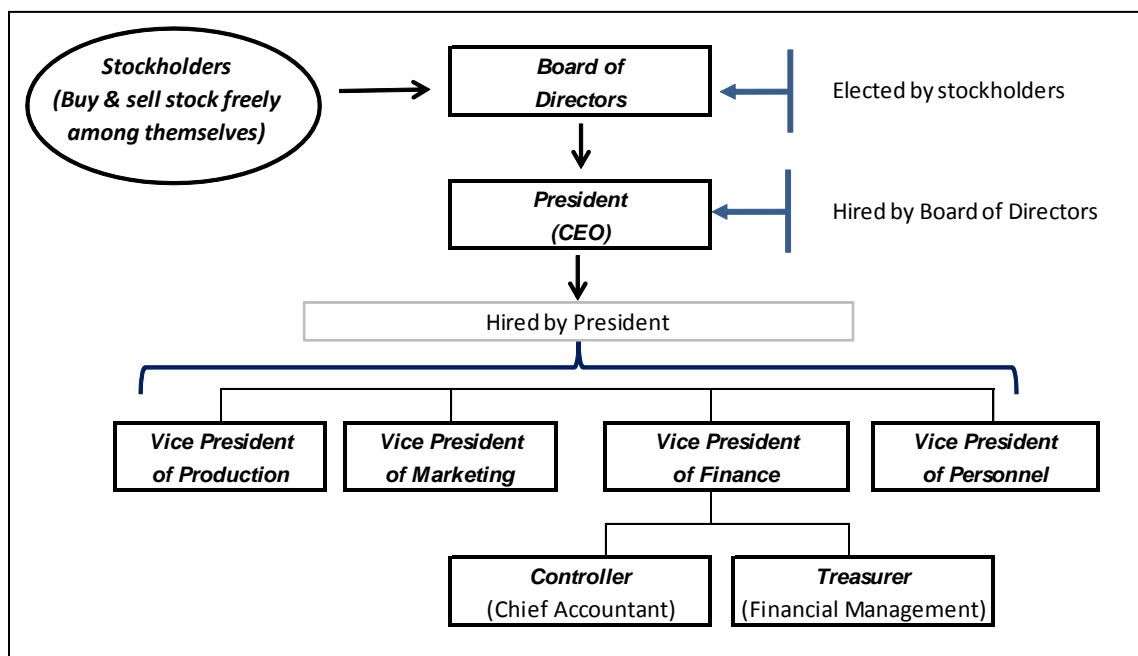 Stockholders
(Buy & sell stock freely
among themselves)
Board of
Directors
Elected by stockholders
President
(CEO)
Hired by Board of Directors
Hired by President
Vice President
of Production
Vice President
of Marketing
Vice President
of Finance
Vice President
of Personnel
Controller
(Chief Accountant)
Treasurer
(Financial Management)